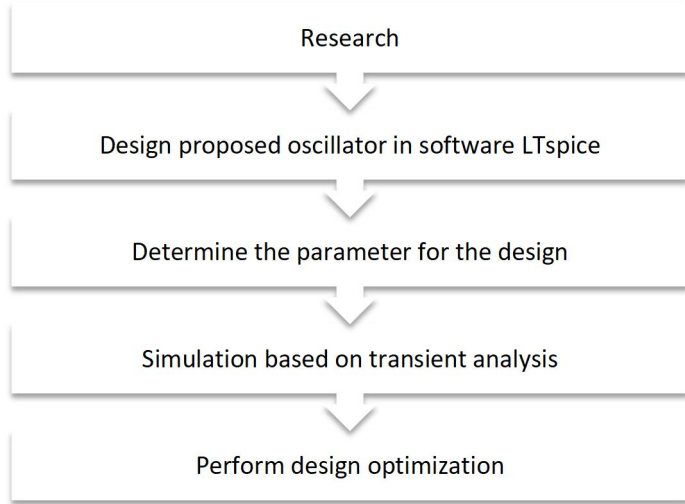 Research
Design proposed oscillator in software LTspice
Determine the parameter for the design
Simulation based on transient analysis
Perform design optimization